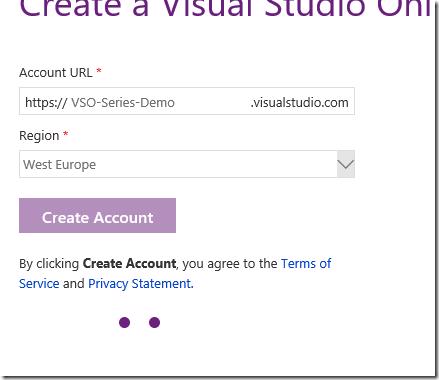 Create a Visual Studio Onl
Account URL *
https:// VSO-Series-Demo .visualstudio.com
Region *
West Europe
Create Account
By clicking Create Account, you agree to the Terms of
Service and Privacy Statement.